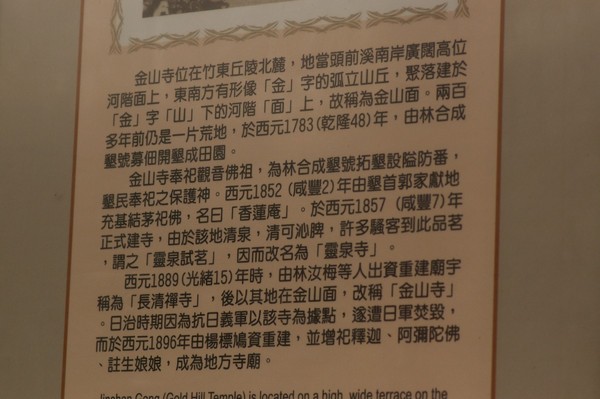 金山寺位在竹東丘陵北麓，地當頭前溪南岸廣闊高位
河階面上，東南方有形像「金」字的弧立山丘，聚落建於
「金」字「山」下的河階「面」上，故稱為金山面。兩百
多年前仍是一片荒地，於西元1783(乾隆48)年，由林合成
墾號募佃開墾成田園。
金山寺奉祀觀音佛祖，為林合成墾號拓墾設隘防番，
墾民奉祀之保護神。西元1852 (咸豐2)年由墾首郭家獻地
充基結茅祀佛，名曰「香蓮庵」。於西元1857 (咸豐7)年
正式建寺，由於該地清泉，清可沁脾，許多騷客到此品茗
，謂之「靈泉試茗」，因而改名為「靈泉寺」。
西元1889(光緒15)年時，由林汝梅等人出資重建廟宇
稱為「長清禪寺」，後以其地在金山面，改稱「金山寺」
。日治時期因為抗日義軍以該寺為據點，遂遭日軍焚毀，
而於西元1896年由楊標鳩資重建，並增祀釋迦、阿彌陀佛
、註生娘娘，成為地方寺廟。
Jinshan Gong (Gold Hill Temple) is located on a high, wide terrace on the